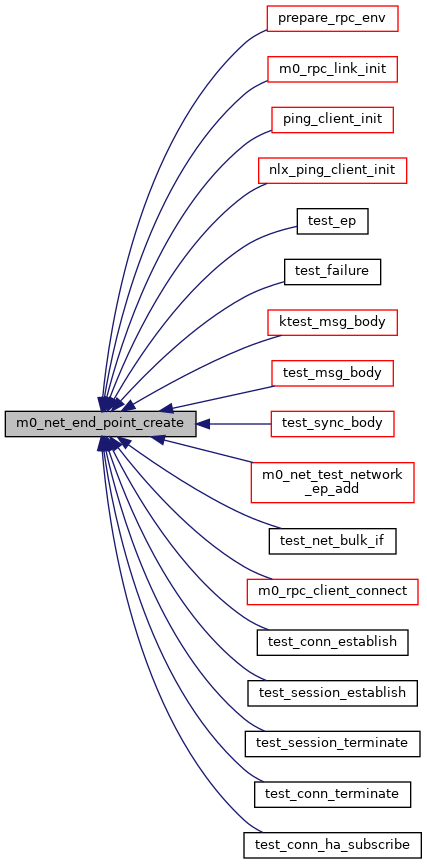 prepare_rpc_env
m0_rpc_link_init
ping_client_init
nlx_ping_client_init
test_ep
test_failure
ktest_msg_body
test_msg_body
m0_net_end_point_create
test_sync_body
m0_net_test_network
_ep_add
test_net_bulk_if
m0_rpc_client_connect
test_conn_establish
test_session_establish
test_session_terminate
test_conn_terminate
test_conn_ha_subscribe